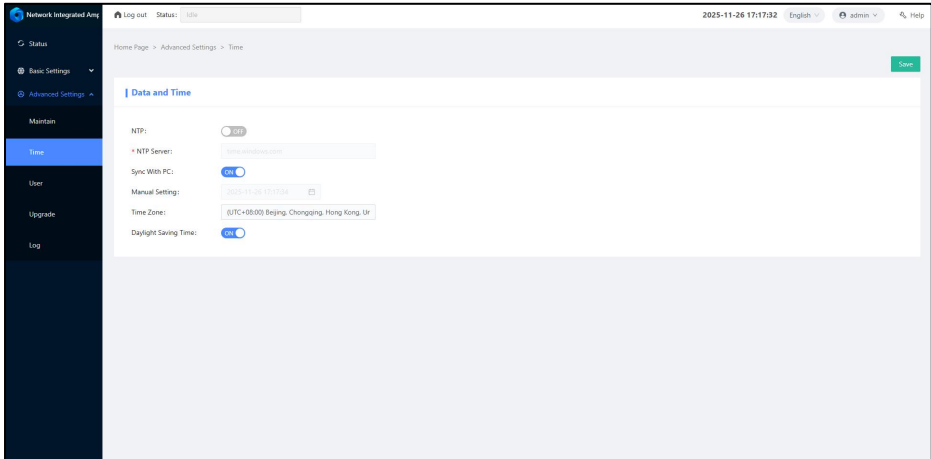 Network Integrated Amp
Log out Status: Idle
2025-11-26 17:17:32 English admin Help
Status
Home Page > Advanced Settings > Time
Basic Settings
Save
Advanced Settings
Data and Time
Maintain
NTP: OFF
* NTP Server: time.windows.com
Time
Sync With PC: ON
User
Manual Setting:
Upgrade
Time Zone: (UTC+08:00) Beijing, Chongqing, Hong Kong, Ur
Daylight Saving Time: ON
Log